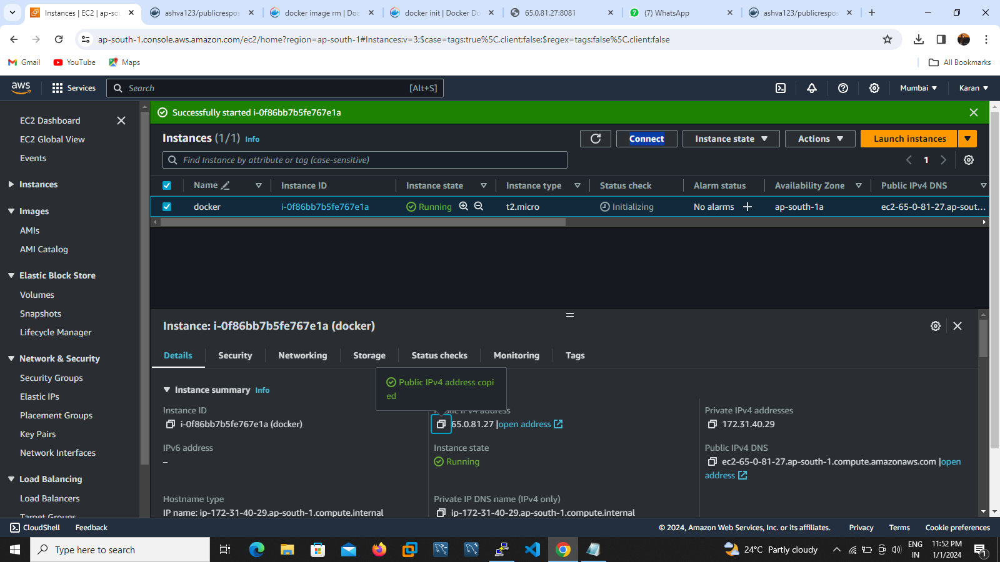 Instances | EC2 | ap-so
ashva123/publicrespos
docker image rm | Doc
docker init | Docker Do
65.0.81.27:8081
(7) WhatsApp
ashva123/publicrespos
ap-south-1.console.aws.amazon.com/ec2/home?region=ap-south-1#Instances:v=3;$case=tags:true%5C,client:false;$regex=tags:false%5C,client:false
Gmail YouTube Maps All Bookmarks
aws Services Search [Alt+S] Mumbai Karan
EC2 Dashboard
EC2 Global View
Events
Instances
Images
AMIs
AMI Catalog
Elastic Block Store
Volumes
Snapshots
Lifecycle Manager
Network & Security
Security Groups
Elastic IPs
Placement Groups
Key Pairs
Network Interfaces
Load Balancing
Load Balancers
Target Groups
Successfully started i-0f86bb7b5fe767e1a
Instances (1/1) Info Connect Instance state Actions Launch instances
Find Instance by attribute or tag (case-sensitive) 1
Name Instance ID Instance state Instance type Status check Alarm status Availability Zone Public IPv4 DNS
docker i-0f86bb7b5fe767e1a Running t2.micro Initializing No alarms ap-south-1a ec2-65-0-81-27.ap-sout...
Instance: i-0f86bb7b5fe767e1a (docker)
Details Security Networking Storage Status checks Monitoring Tags
Public IPv4 address copi
ed
Instance summary Info
Instance ID Public IPv4 address Private IPv4 addresses
i-0f86bb7b5fe767e1a (docker) 65.0.81.27 |open address 172.31.40.29
IPv6 address Instance state Public IPv4 DNS
– Running ec2-65-0-81-27.ap-south-1.compute.amazonaws.com |open
address
Hostname type Private IP DNS name (IPv4 only)
IP name: ip-172-31-40-29.ap-south-1.compute.internal ip-172-31-40-29.ap-south-1.compute.internal
CloudShell Feedback © 2024, Amazon Web Services, Inc. or its affiliates. Privacy Terms Cookie preferences
Type here to search 24°C Partly cloudy ENG 11:52 PM
IN 1/1/2024 1